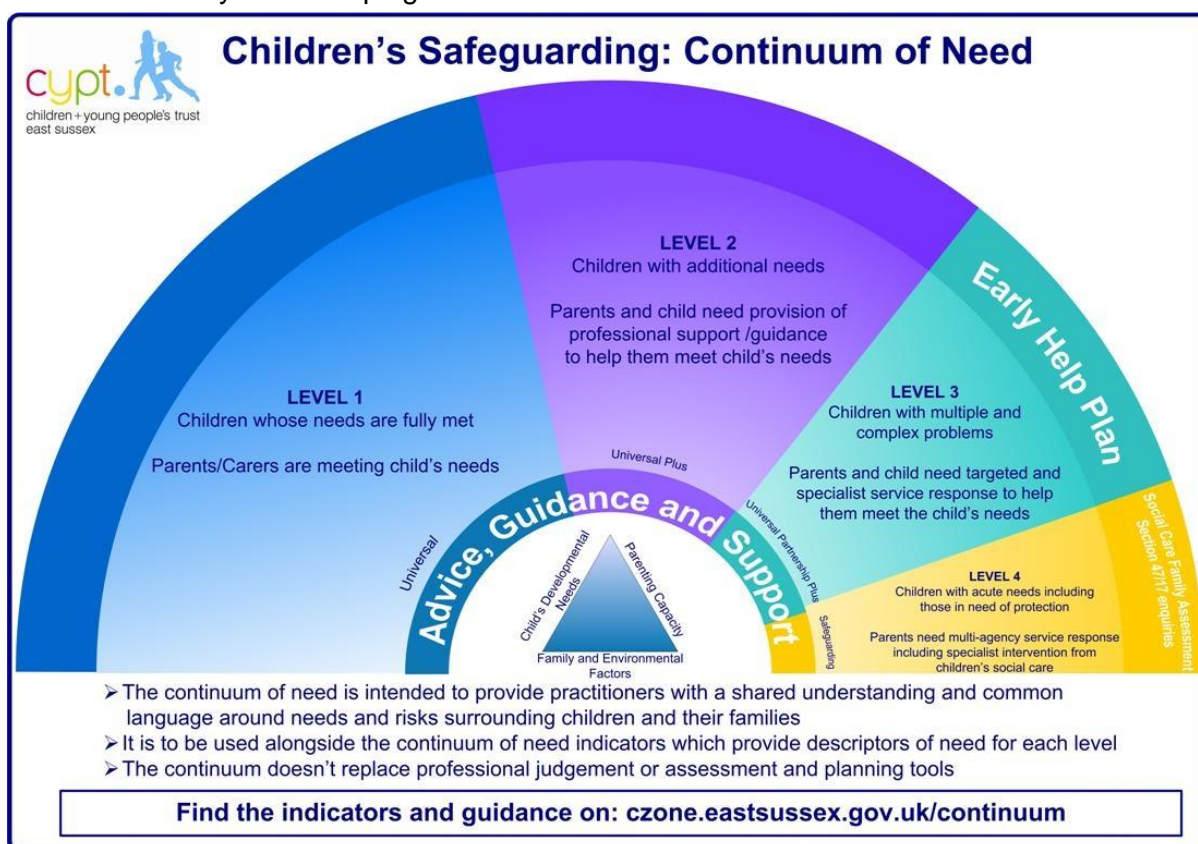 Children's Safeguarding: Continuum of Need
cypt.
children + young people's trust
east sussex
LEVEL 1
Children whose needs are fully met
Parents/Carers are meeting child's needs
LEVEL 2
Children with additional needs
Parents and child need provision of
professional support /guidance
to help them meet child's needs
Early Help Plan
LEVEL 3
Children with multiple and
complex problems
Parents and child need targeted and
specialist service response to help
them meet the child's needs
Social Care Family Assessment
Section 47/17 enquiries
LEVEL 4
Children with acute needs including
those in need of protection
Parents need multi-agency service response
including specialist intervention from
children's social care
Universal
Universal Plus
Universal Partnership Plus
Safeguarding
Advice, Guidance and Support
Child's Developmental
Needs
Parenting Capacity
Family and Environmental
Factors
➢ The continuum of need is intended to provide practitioners with a shared understanding and common
language around needs and risks surrounding children and their families
➢ It is to be used alongside the continuum of need indicators which provide descriptors of need for each level
➢ The continuum doesn't replace professional judgement or assessment and planning tools
Find the indicators and guidance on: czone.eastsussex.gov.uk/continuum